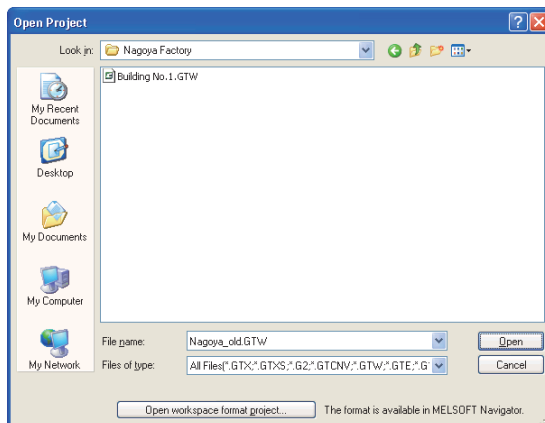 Open Project
Look in: Nagoya Factory
Building No.1.GTW
My Recent
Documents
Desktop
My Documents
My Computer
My Network
File name: Nagoya_old.GTW Open
Files of type: All Files(*.GTX;*.GTXS;*.G2;*.GTCNV;*.GTW;*.GTE;*.G Cancel
Open workspace format project... The format is available in MELSOFT Navigator.